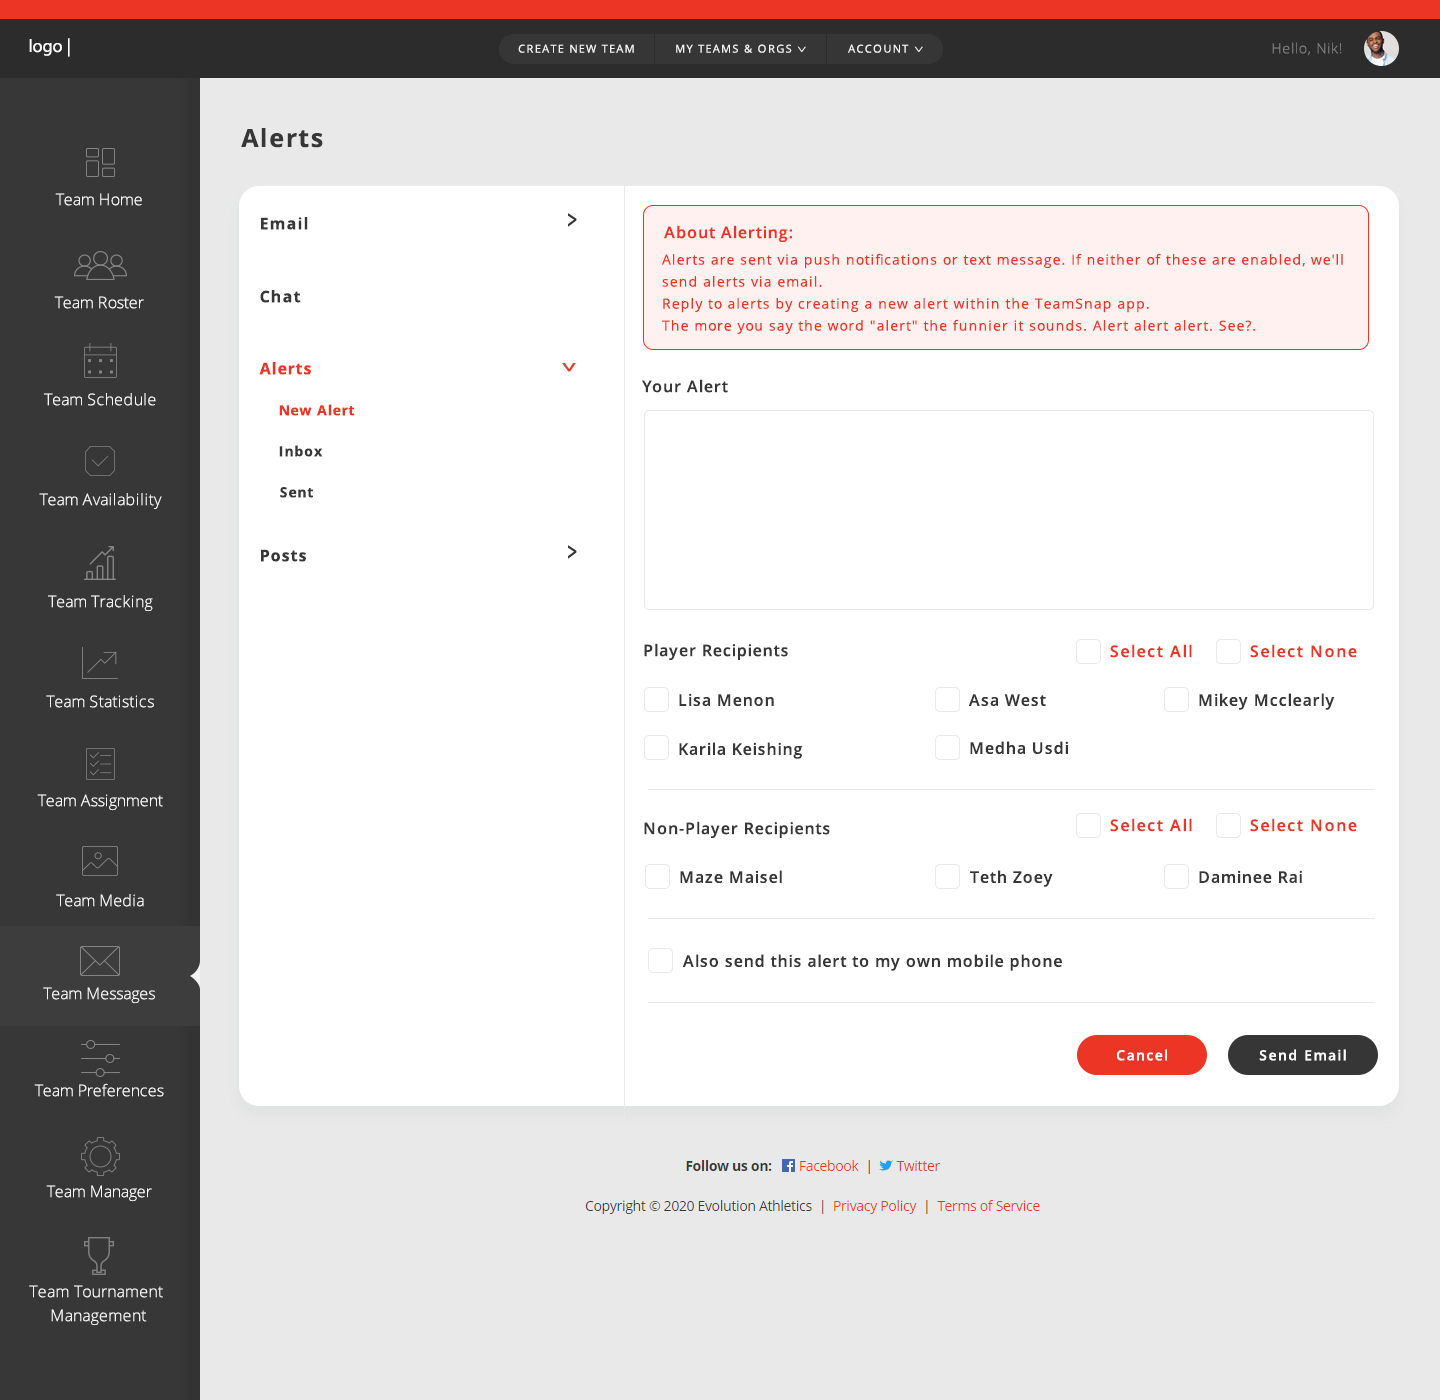 logo |
CREATE NEW TEAM
MY TEAMS & ORGS
ACCOUNT
Hello, Nik!
Team Home
Team Roster
Team Schedule
Team Availability
Team Tracking
Team Statistics
Team Assignment
Team Media
Team Messages
Team Preferences
Team Manager
Team Tournament
Management
Alerts
Email
Chat
Alerts
New Alert
Inbox
Sent
Posts
About Alerting:
Alerts are sent via push notifications or text message. If neither of these are enabled, we'll
send alerts via email.
Reply to alerts by creating a new alert within the TeamSnap app.
The more you say the word "alert" the funnier it sounds. Alert alert alert. See?.
Your Alert
Player Recipients
Select All
Select None
Lisa Menon
Asa West
Mikey Mcclearly
Karila Keishing
Medha Usdi
Non-Player Recipients
Select All
Select None
Maze Maisel
Teth Zoey
Daminee Rai
Also send this alert to my own mobile phone
Cancel
Send Email
Follow us on: Facebook | Twitter
Copyright © 2020 Evolution Athletics | Privacy Policy | Terms of Service